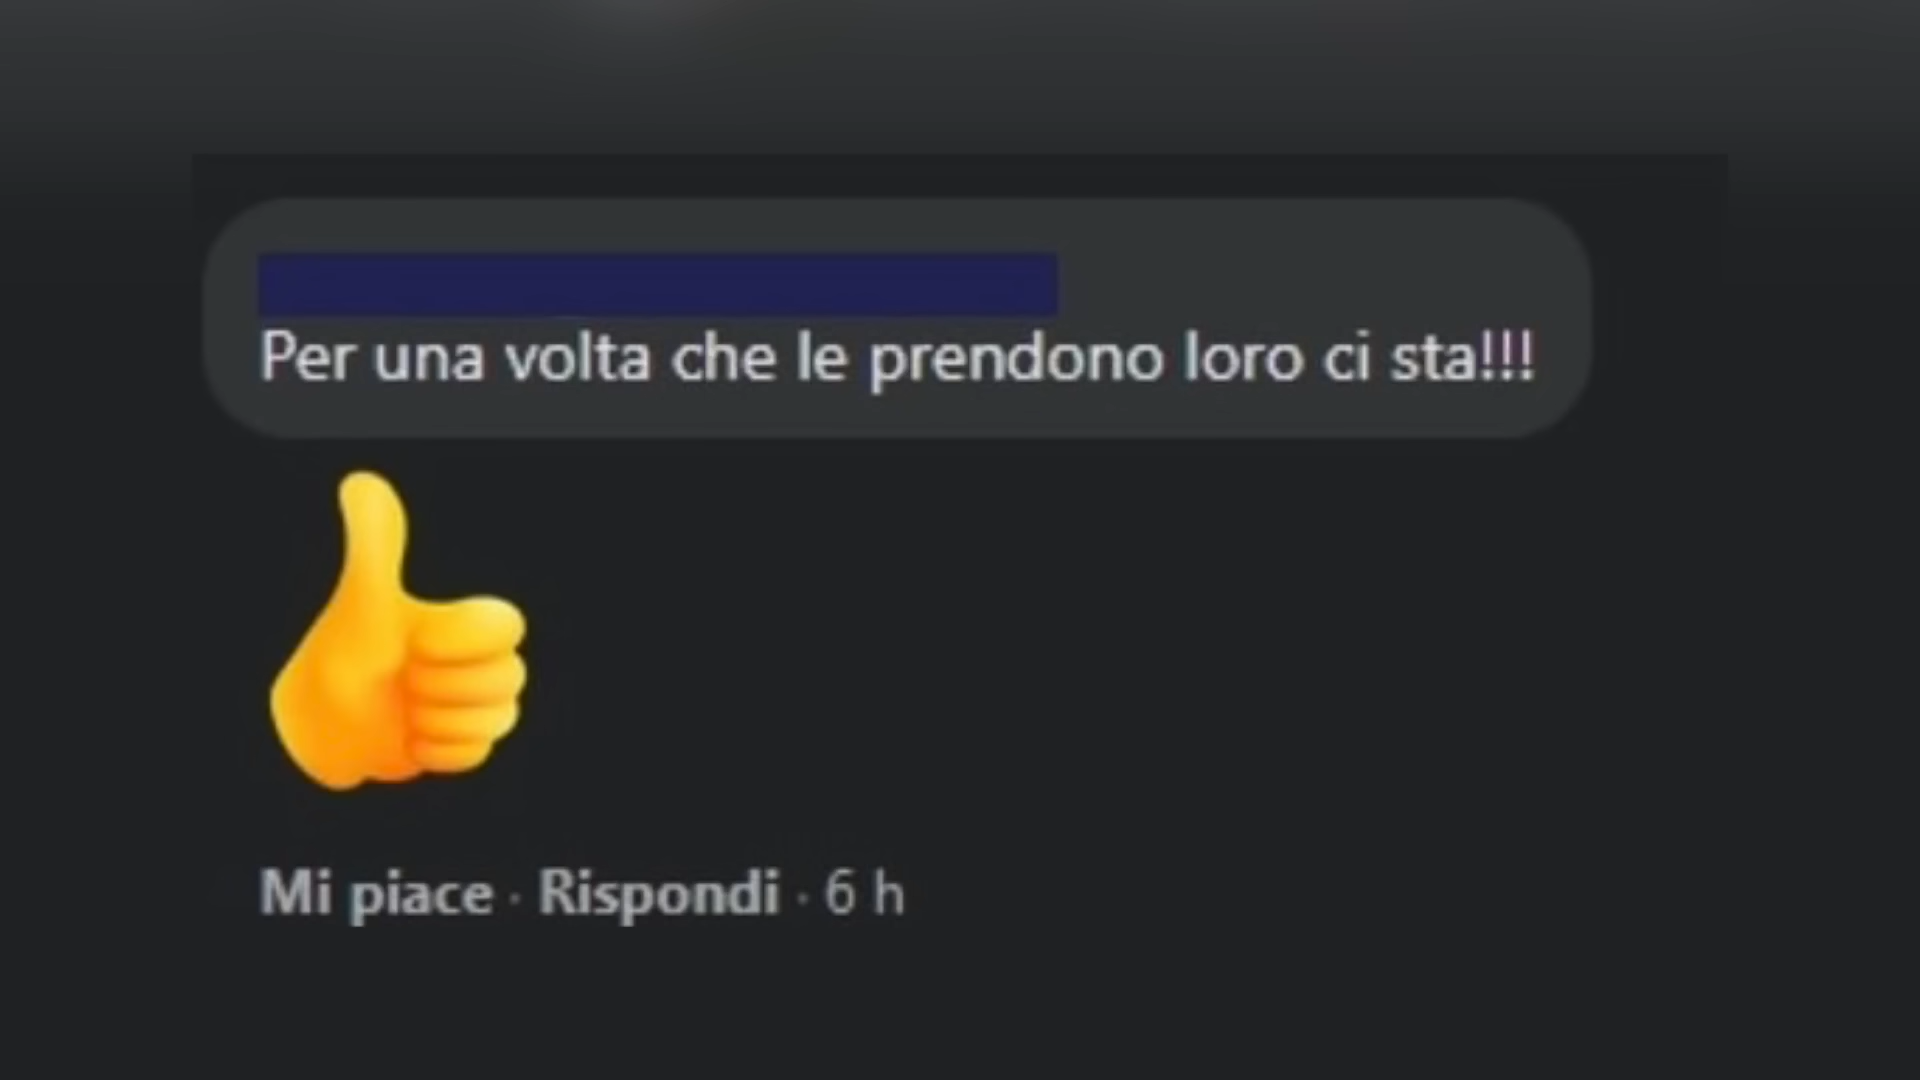 Per una volta che le prendono loro ci sta!!!
Mi piace · Rispondi · 6 h